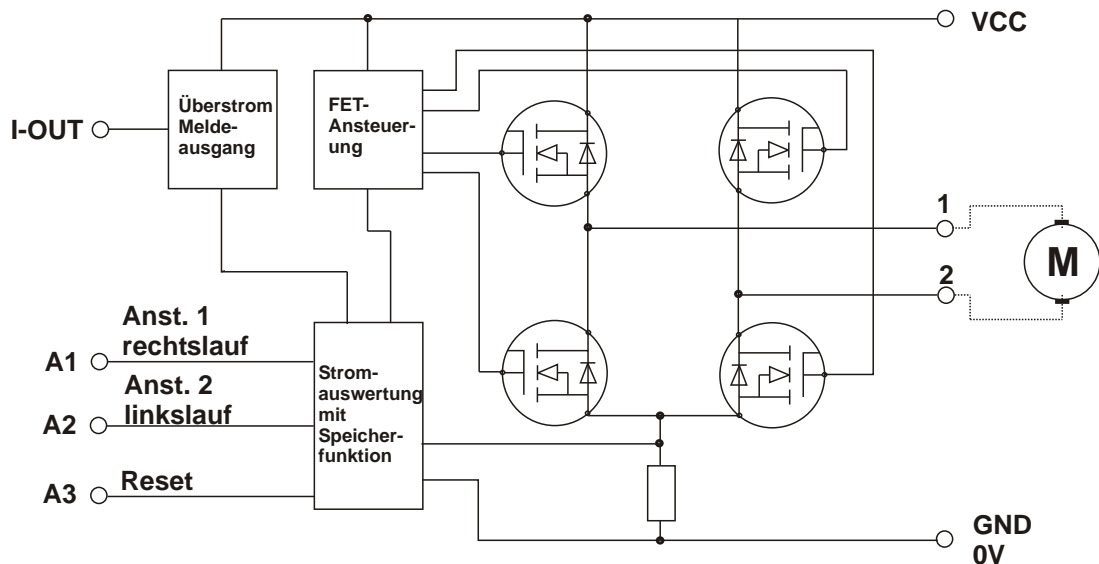 VCC
Überstrom
Melde-
ausgang
FET-
Ansteuer-
ung
I-OUT
1
M
2
Anst. 1
rechtslauf
A1
Anst. 2
linkslauf
A2
Reset
A3
Strom-
auswertung
mit
Speicher-
funktion
GND
0V